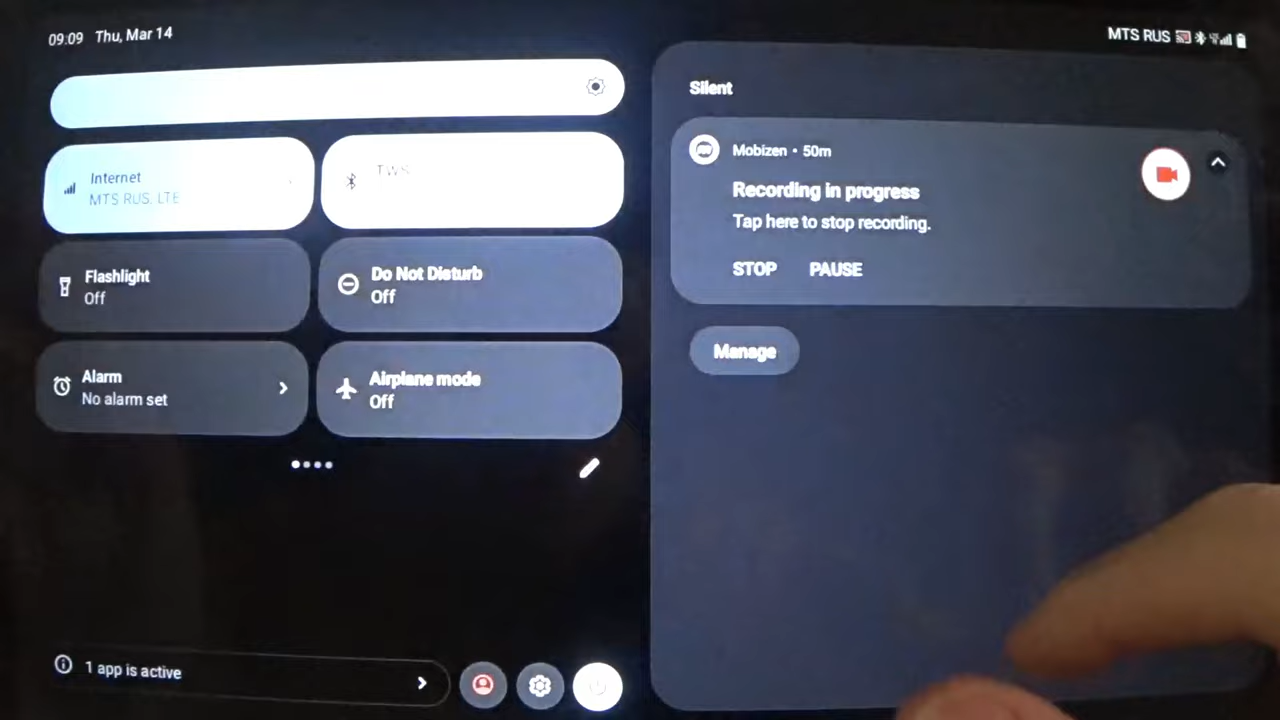 09:09 Thu, Mar 14
MTS RUS
Internet
MTS RUS, LTE
TWS
Flashlight
Off
Do Not Disturb
Off
Alarm
No alarm set
Airplane mode
Off
1 app is active
Silent
Mobizen • 50m
Recording in progress
Tap here to stop recording.
STOP PAUSE
Manage